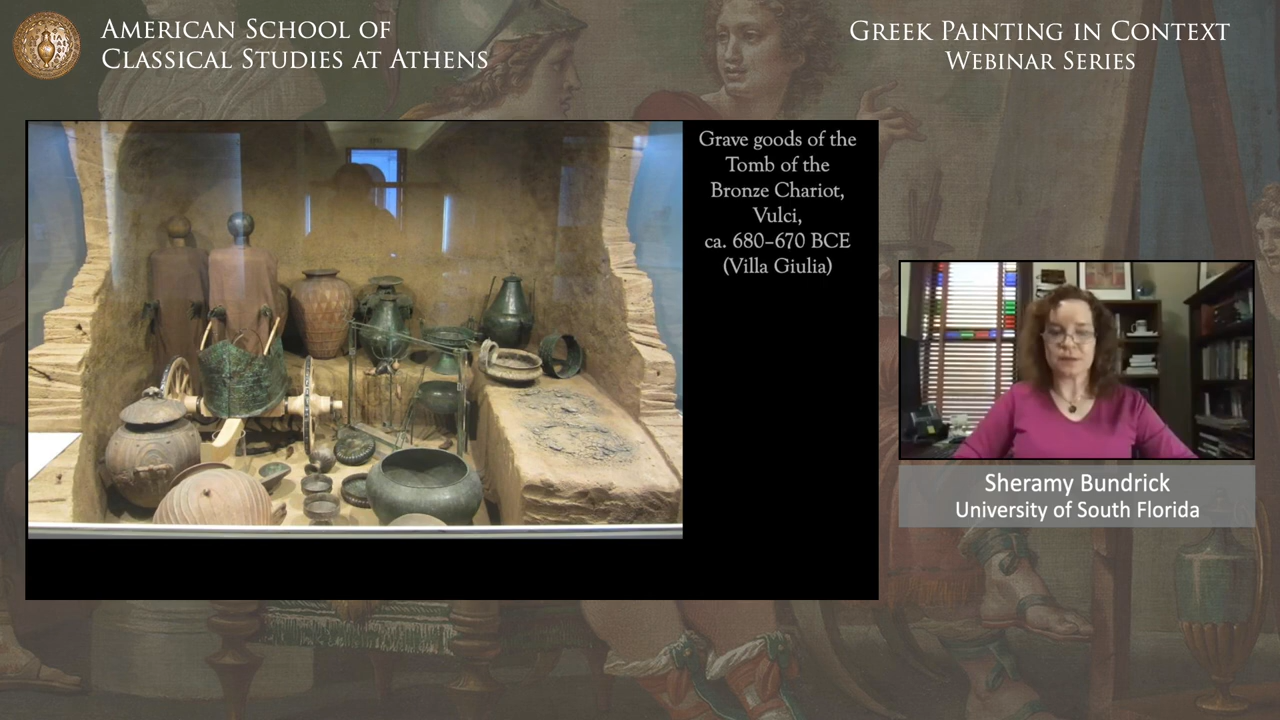 AMERICAN SCHOOL OF
CLASSICAL STUDIES AT ATHENS
GREEK PAINTING IN CONTEXT
WEBINAR SERIES
Grave goods of the
Tomb of the
Bronze Chariot,
Vulci,
ca. 680–670 BCE
(Villa Giulia)
Sheramy Bundrick
University of South Florida